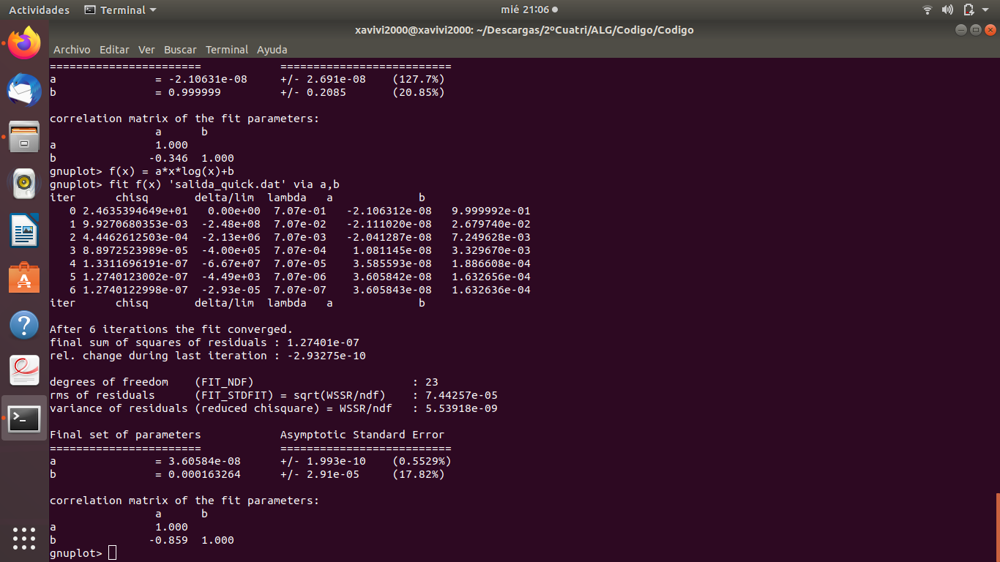 Actividades Terminal mié 21:06
xavivi2000@xavivi2000: ~/Descargas/2ºCuatri/ALG/Codigo/Codigo
Archivo Editar Ver Buscar Terminal Ayuda
======================= ==========================
a = -2.10631e-08 +/- 2.691e-08 (127.7%)
b = 0.999999 +/- 0.2085 (20.85%)
correlation matrix of the fit parameters:
a b
a 1.000
b -0.346 1.000
gnuplot> f(x) = a*x*log(x)+b
gnuplot> fit f(x) 'salida_quick.dat' via a,b
iter chisq delta/lim lambda a b
0 2.4635394649e+01 0.00e+00 7.07e-01 -2.106312e-08 9.999992e-01
1 9.9270680353e-03 -2.48e+08 7.07e-02 -2.111020e-08 2.679740e-02
2 4.4462612503e-04 -2.13e+06 7.07e-03 -2.041287e-08 7.249628e-03
3 8.8972523989e-05 -4.00e+05 7.07e-04 1.081145e-08 3.329670e-03
4 1.3311696191e-07 -6.67e+07 7.07e-05 3.585593e-08 1.886608e-04
5 1.2740123002e-07 -4.49e+03 7.07e-06 3.605842e-08 1.632656e-04
6 1.2740122998e-07 -2.93e-05 7.07e-07 3.605843e-08 1.632636e-04
iter chisq delta/lim lambda a b
After 6 iterations the fit converged.
final sum of squares of residuals : 1.27401e-07
rel. change during last iteration : -2.93275e-10
degrees of freedom (FIT_NDF) : 23
rms of residuals (FIT_STDFIT) = sqrt(WSSR/ndf) : 7.44257e-05
variance of residuals (reduced chisquare) = WSSR/ndf : 5.53918e-09
Final set of parameters Asymptotic Standard Error
======================= ==========================
a = 3.60584e-08 +/- 1.993e-10 (0.5529%)
b = 0.000163264 +/- 2.91e-05 (17.82%)
correlation matrix of the fit parameters:
a b
a 1.000
b -0.859 1.000
gnuplot>